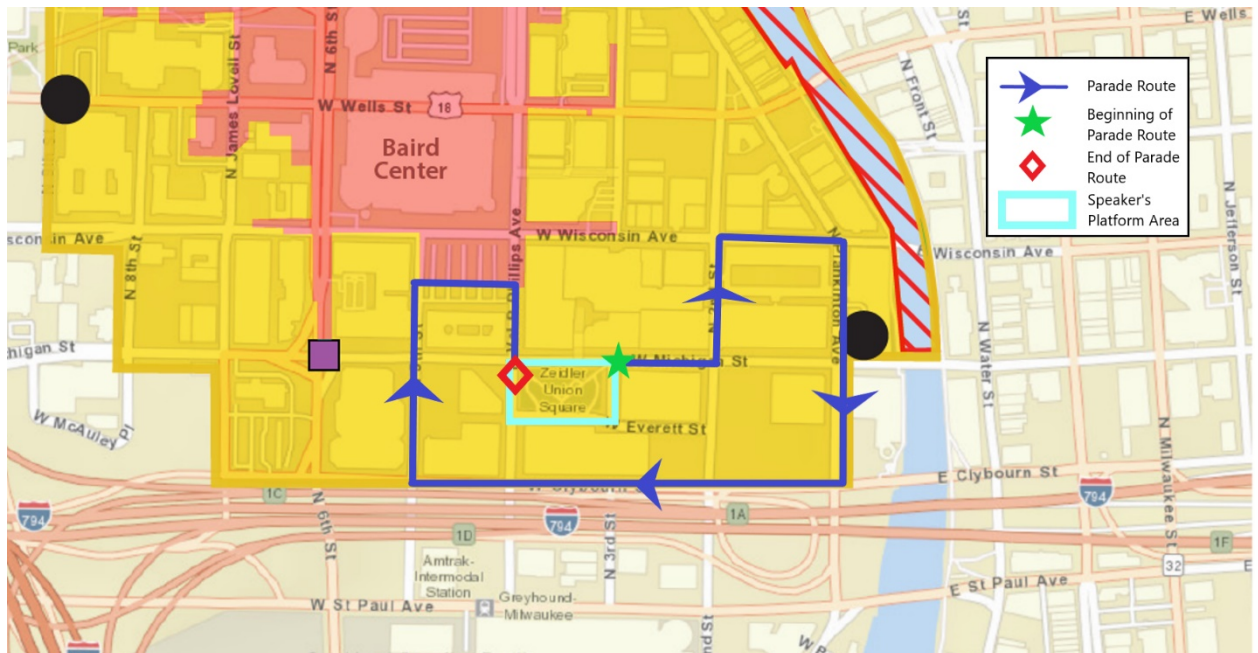 St
E Wells
Park
N James Lovell St
N 6th St
W Wells St
18
N Front St
Baird
Center
Parade Route
Beginning of
Parade Route
End of Parade
Route
Speaker's
Platform Area
N Jefferson St
W Wisconsin Ave
sconsin Ave
E Wisconsin Ave
N 8th St
N Plankinton Ave
N Water St
higan St
W Michigan St
Zeidler
Union
Square
W Everett St
W McAuley Pl
N Milwaukee St
E Clybourn St
W Clybourn St
1C
794
1D
794
1A
794
1F
N 6th St
N 3rd St
Amtrak-
Intermodal
Station
32
E St Paul Ave
E
W St Paul Ave
Greyhound-
Milwaukee